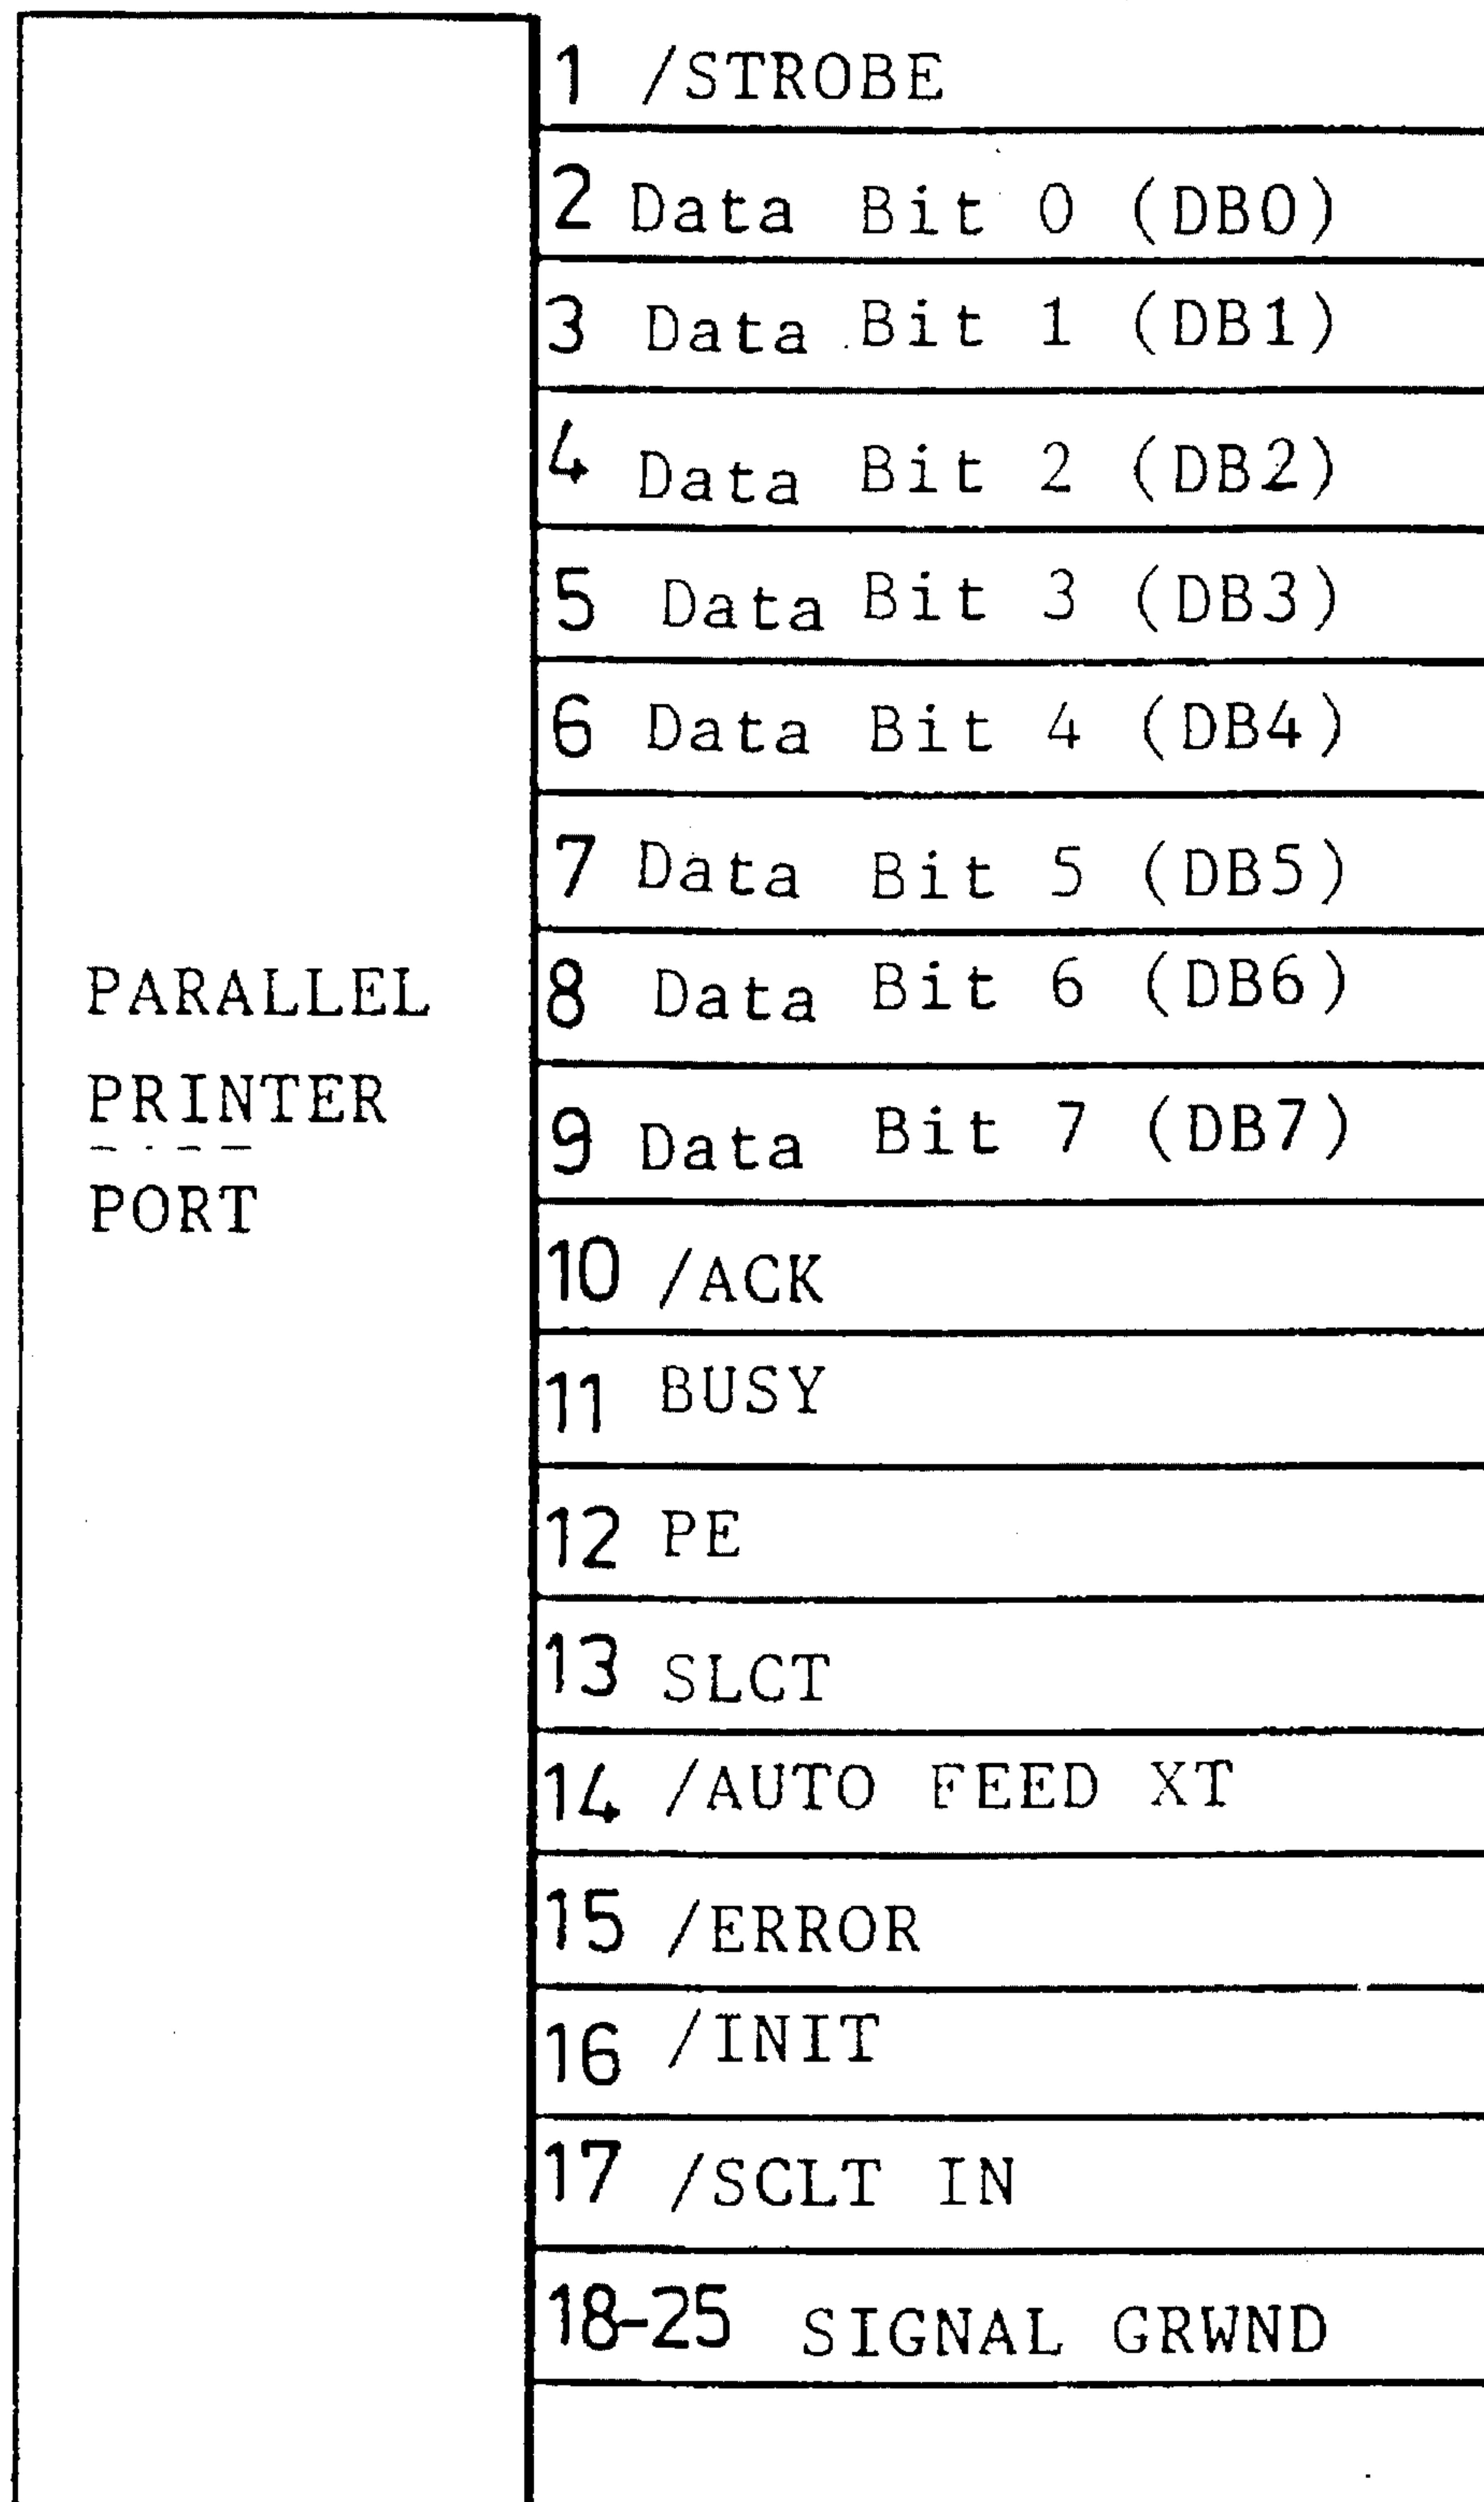 1 /STROBE
2 Data Bit 0 (DB0)
3 Data Bit 1 (DB1)
4 Data Bit 2 (DB2)
5 Data Bit 3 (DB3)
6 Data Bit 4 (DB4)
7 Data Bit 5 (DB5)
8 Data Bit 6 (DB6)
9 Data Bit 7 (DB7)
10 /ACK
11 BUSY
12 PE
13 SLCT
14 /AUTO FEED XT
15 /ERROR
16 /INIT
17 /SCLT IN
18-25 SIGNAL GRWND
PARALLEL
PRINTER
PORT